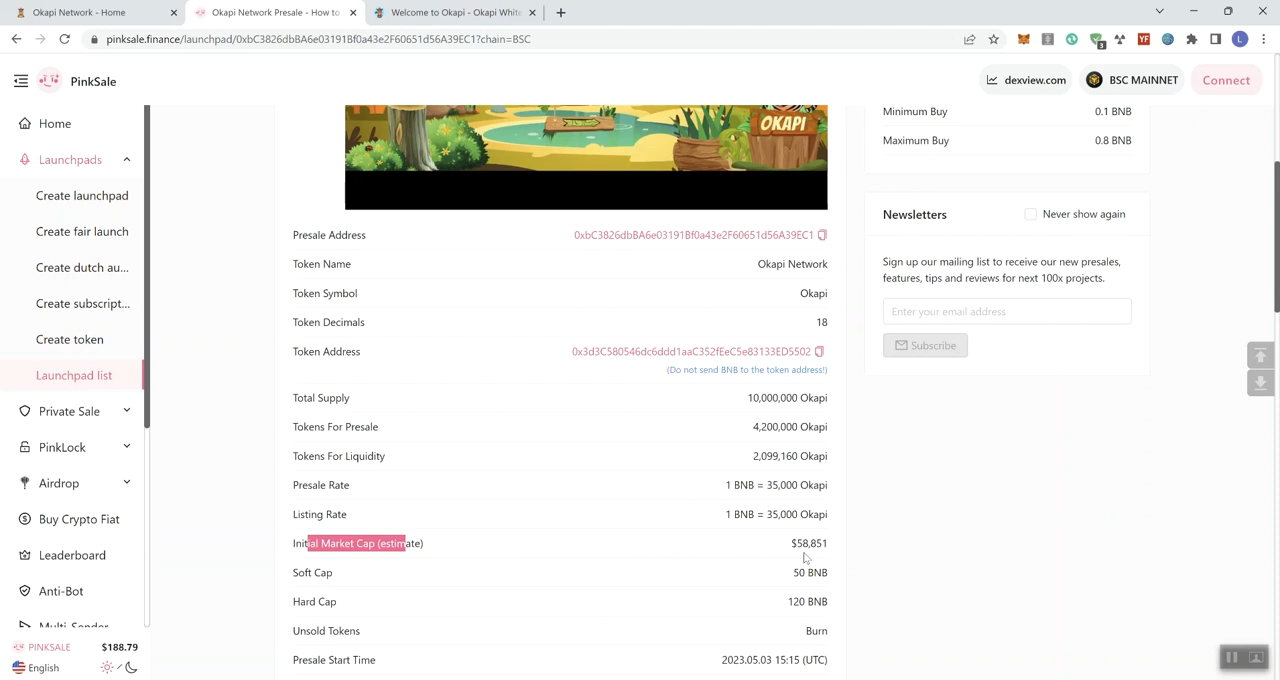 Okapi Network - Home
Okapi Network Presale - How to
Welcome to Okapi - Okapi White
pinksale.finance/launchpad/0xbC3826dbBA6e03191Bf0a43e2F60651d56A39EC1?chain=BSC
3
YF
L
PinkSale
dexview.com
BSC MAINNET
Connect
Home
Launchpads
Create launchpad
Create fair launch
Create dutch au...
Create subscript...
Create token
Launchpad list
Private Sale
PinkLock
Airdrop
Buy Crypto Fiat
Leaderboard
Anti-Bot
Multi-Sender
PINKSALE $188.79
English
OKAPI
Presale Address 0xbC3826dbBA6e03191Bf0a43e2F60651d56A39EC1
Token Name Okapi Network
Token Symbol Okapi
Token Decimals 18
Token Address 0x3d3C580546dc6ddd1aaC352fEeC5e83133ED5502
(Do not send BNB to the token address!)
Total Supply 10,000,000 Okapi
Tokens For Presale 4,200,000 Okapi
Tokens For Liquidity 2,099,160 Okapi
Presale Rate 1 BNB = 35,000 Okapi
Listing Rate 1 BNB = 35,000 Okapi
Initial Market Cap (estimate) $58,851
Soft Cap 50 BNB
Hard Cap 120 BNB
Unsold Tokens Burn
Presale Start Time 2023.05.03 15:15 (UTC)
Minimum Buy 0.1 BNB
Maximum Buy 0.8 BNB
Newsletters Never show again
Sign up our mailing list to receive our new presales,
features, tips and reviews for next 100x projects.
Enter your email address
Subscribe